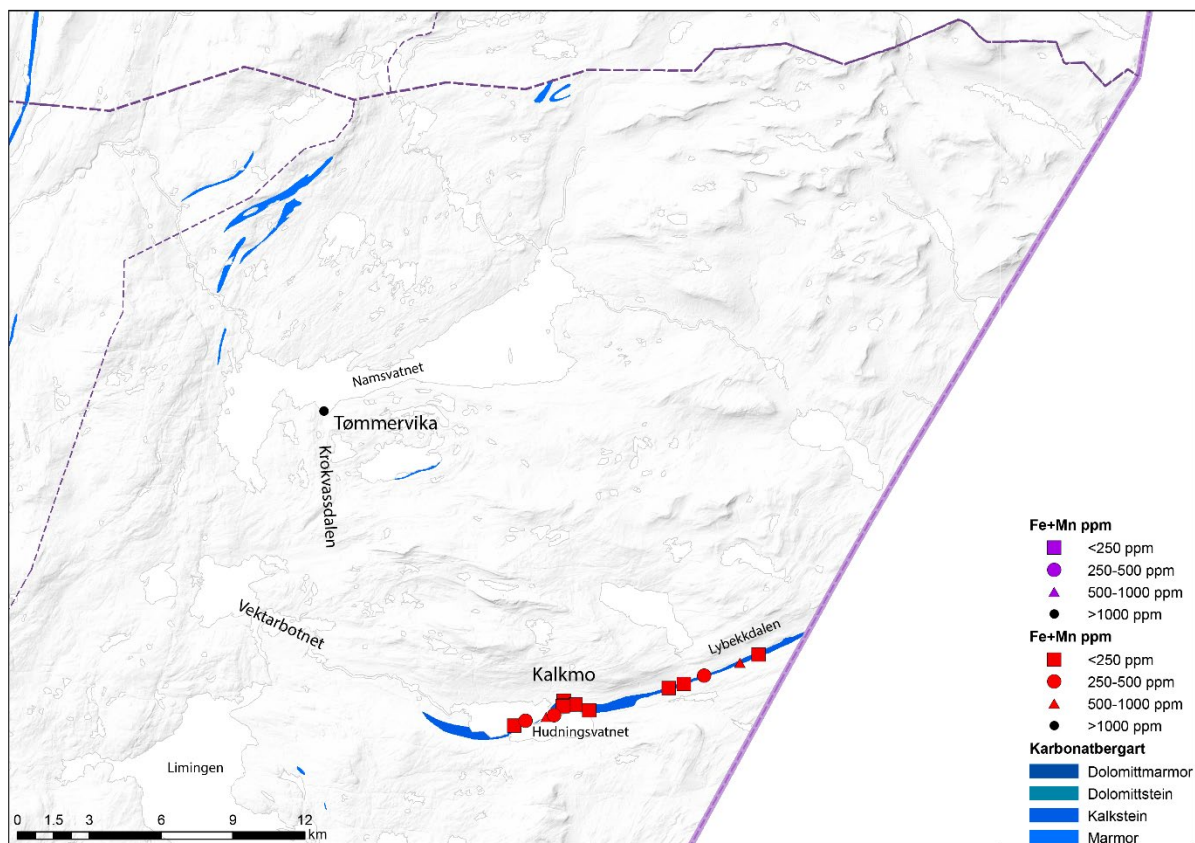 Namsvatnet
Tømmervika
Krokvassdalen
Vektarbotnet
Lybekkdalen
Kalkmo
Hudningsvatnet
Limingen
0 1.5 3 6 9 12
km
Fe+Mn ppm
<250 ppm
250-500 ppm
500-1000 ppm
>1000 ppm
Fe+Mn ppm
<250 ppm
250-500 ppm
500-1000 ppm
>1000 ppm
Karbonatbergart
Dolomittmarmor
Dolomittstein
Kalkstein
Marmor